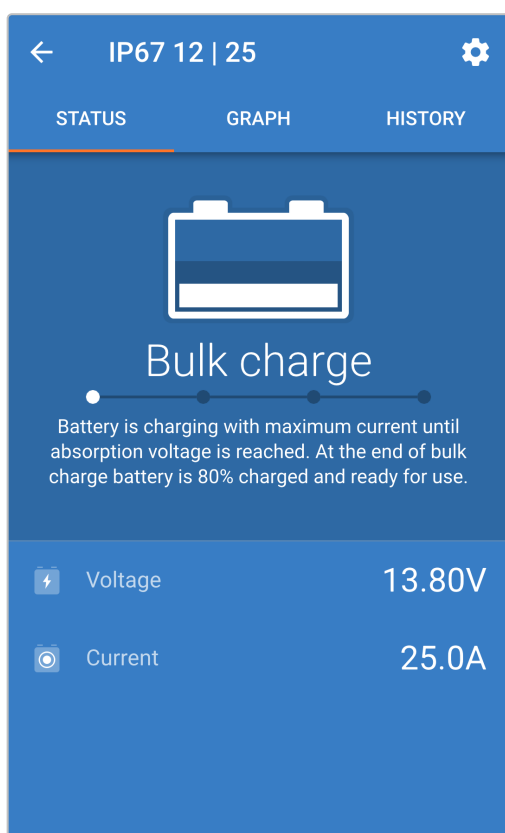 IP67 12 | 25
STATUS GRAPH HISTORY
Bulk charge
Battery is charging with maximum current until
absorption voltage is reached. At the end of bulk
charge battery is 80% charged and ready for use.
Voltage 13.80V
Current 25.0A